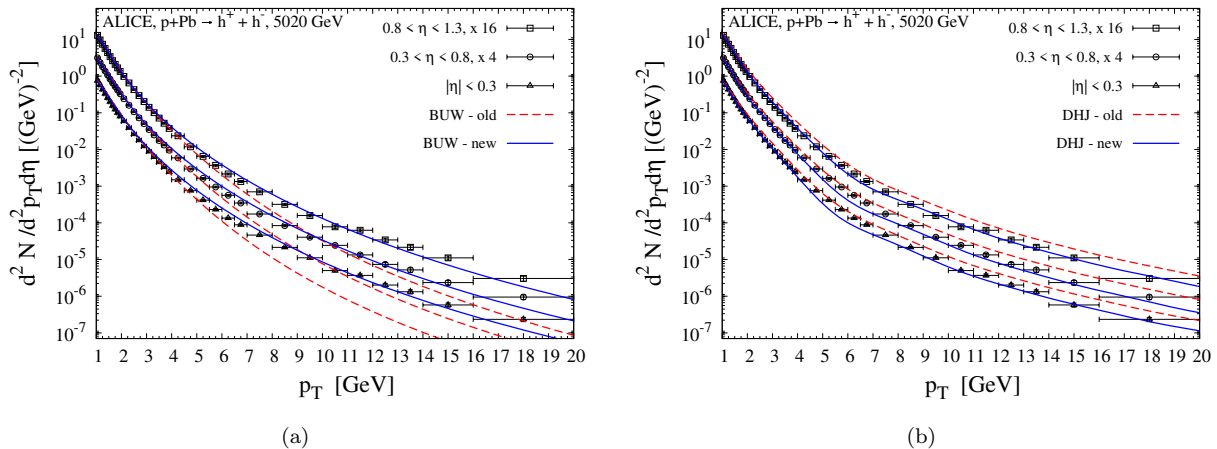 ALICE, p+Pb → h⁺ + h⁻, 5020 GeV
0.8 < η < 1.3, x 16
0.3 < η < 0.8, x 4
|η| < 0.3
BUW - old
BUW - new
d² N /d²p_T dη [(GeV)⁻²]
10¹
10⁰
10⁻¹
10⁻²
10⁻³
10⁻⁴
10⁻⁵
10⁻⁶
10⁻⁷
1 2 3 4 5 6 7 8 9 10 11 12 13 14 15 16 17 18 19 20
p_T [GeV]
(a)
ALICE, p+Pb → h⁺ + h⁻, 5020 GeV
0.8 < η < 1.3, x 16
0.3 < η < 0.8, x 4
|η| < 0.3
DHJ - old
DHJ - new
d² N /d²p_T dη [(GeV)⁻²]
10¹
10⁰
10⁻¹
10⁻²
10⁻³
10⁻⁴
10⁻⁵
10⁻⁶
10⁻⁷
1 2 3 4 5 6 7 8 9 10 11 12 13 14 15 16 17 18 19 20
p_T [GeV]
(b)